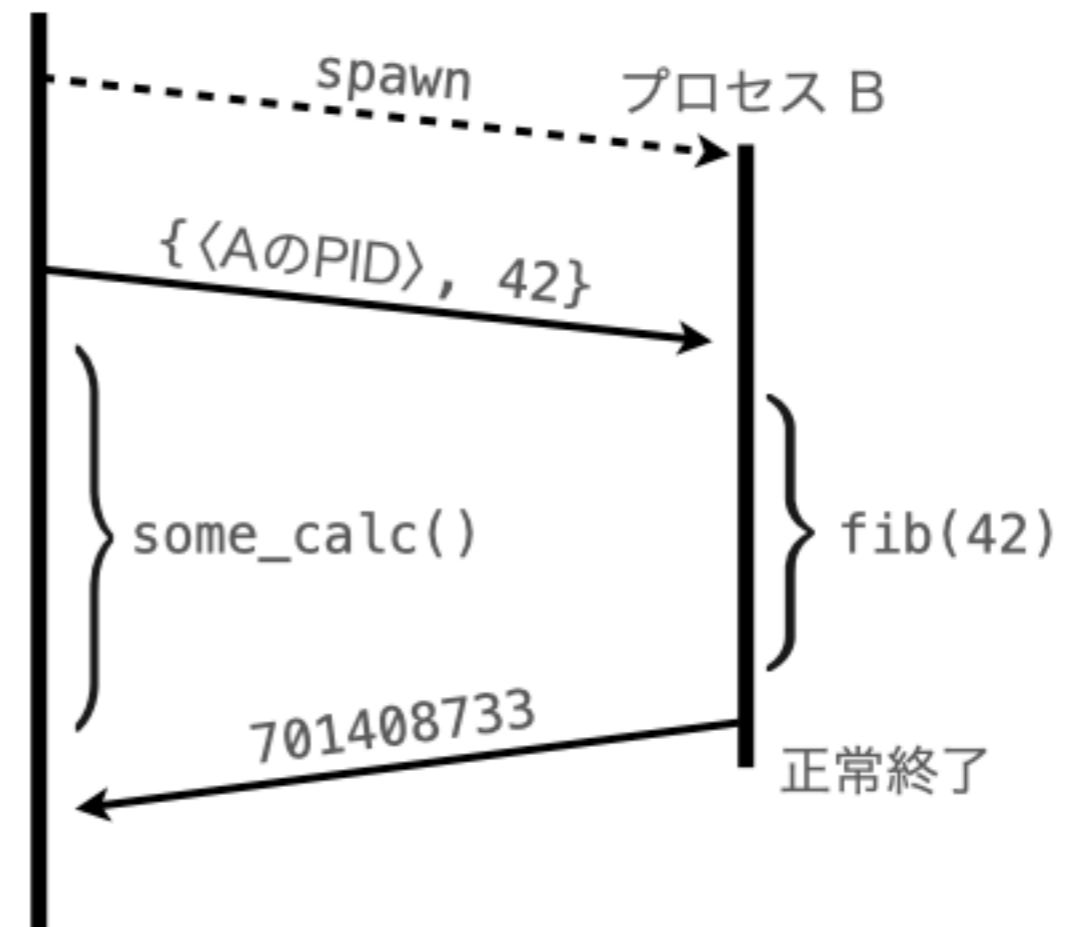 spawn
プロセス B
{〈AのPID〉, 42}
some_calc()
fib(42)
701408733
正常終了